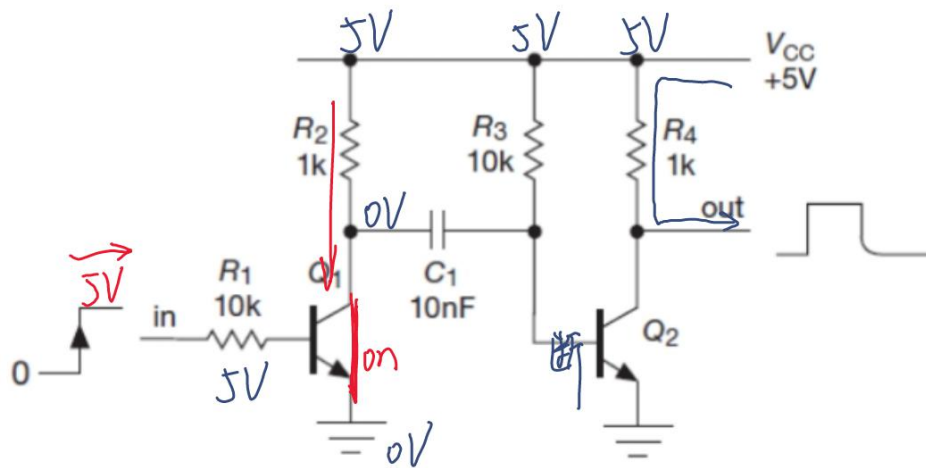 5V
5V
5V
VCC
+5V
R2
1k
R3
10k
R4
1k
0V
out
5V
R1
10k
Q1
C1
10nF
in
0
on
断
Q2
5V
0V